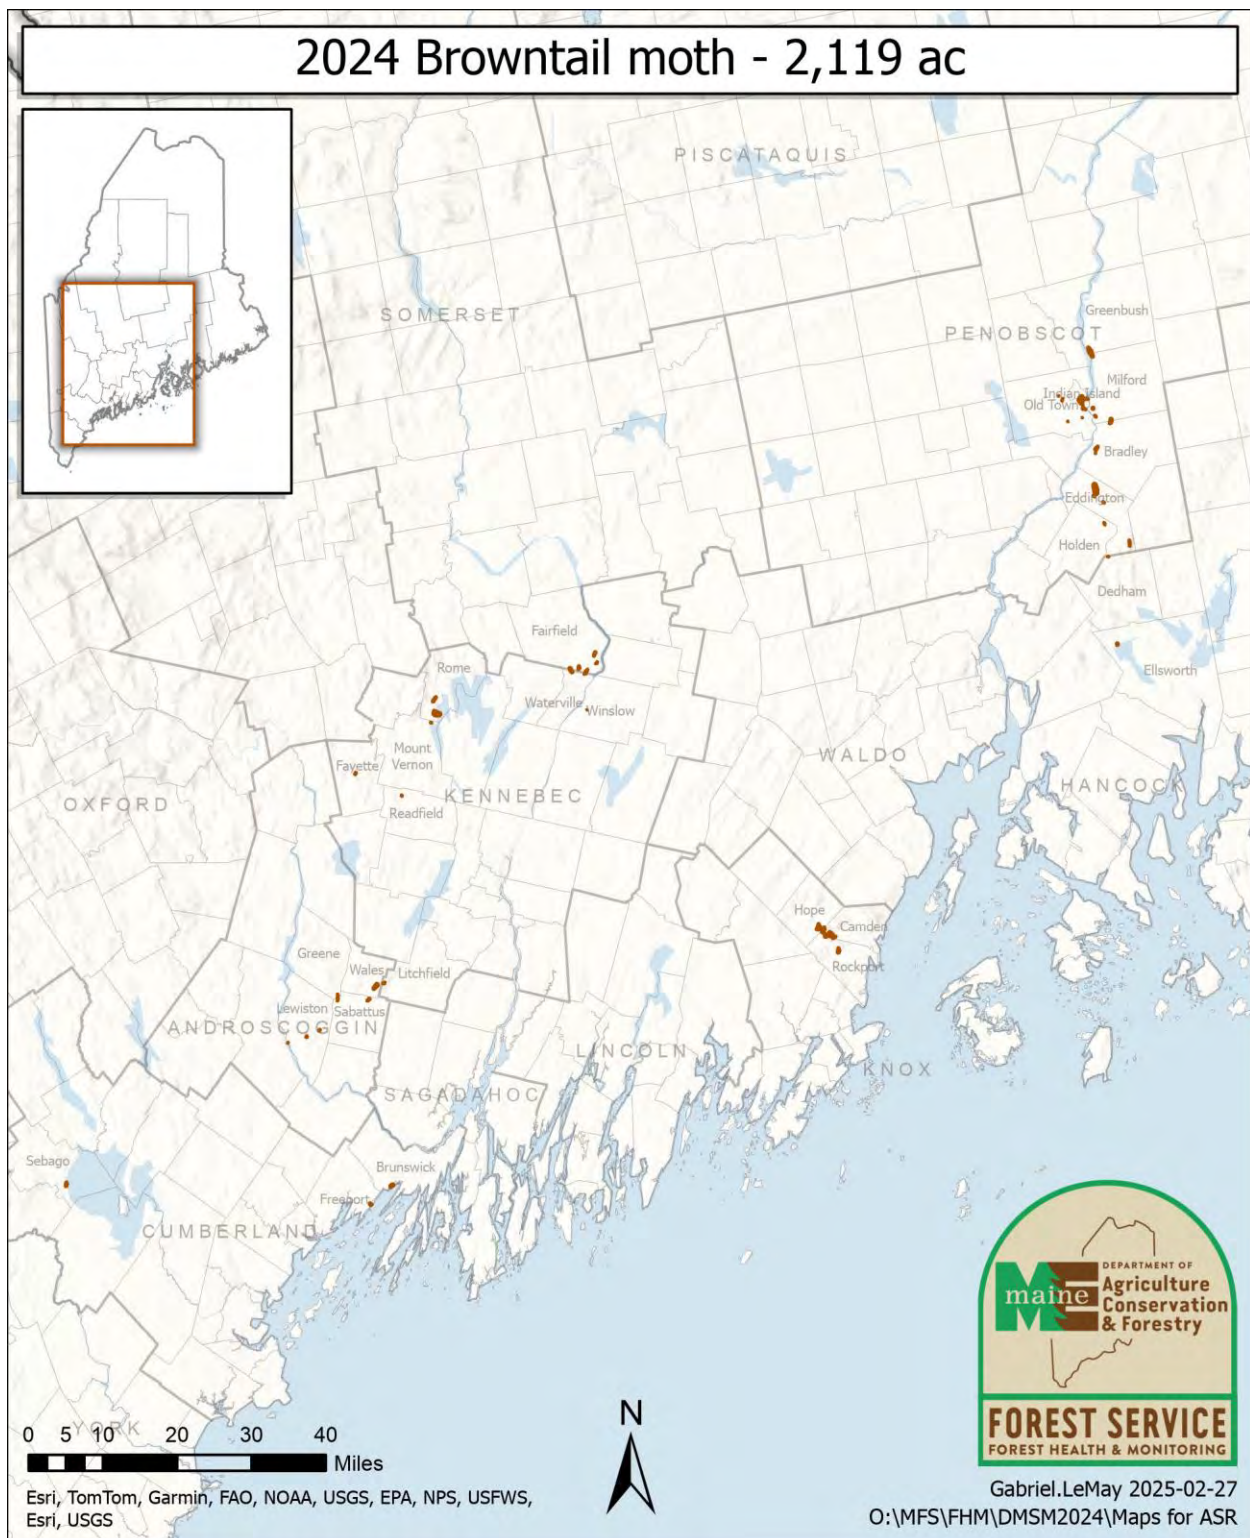 2024 Browntail moth - 2,119 ac
PISCATAQUIS
SOMERSET
Greenbush
PENOBSCOT
Milford
Indian Island
Old Town
Bradley
Eddington
Holden
Dedham
Fairfield
Rome
Ellsworth
Waterville
Winslow
Mount
Vernon
WALDO
Fayette
HANCOCK
OXFORD
KENNEBEC
Readfield
Hope
Camden
Greene
Rockport
Wales
Litchfield
Lewiston
Sabattus
ANDROSCOGGIN
LINCOLN
KNOX
SAGADAHOC
Sebago
Brunswick
Freeport
CUMBERLAND
YORK
0 5 10 20 30 40
Miles
Esri, TomTom, Garmin, FAO, NOAA, USGS, EPA, NPS, USFWS,
Esri, USGS
N
maine
DEPARTMENT OF
Agriculture
Conservation
& Forestry
FOREST SERVICE
FOREST HEALTH & MONITORING
Gabriel.LeMay 2025-02-27
O:\MFS\FHM\DMSM2024\Maps for ASR